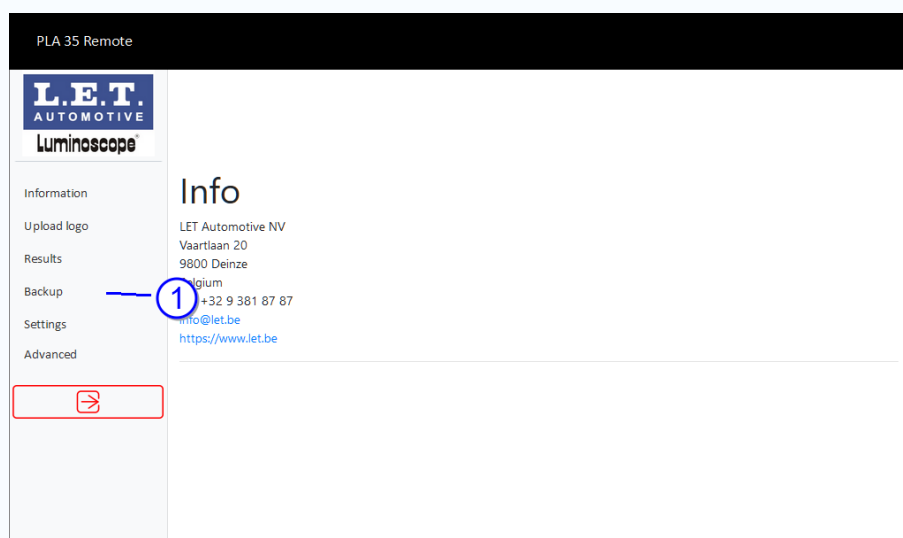 PLA 35 Remote
L.E.T.
AUTOMOTIVE
Luminoscope®
Information
Upload logo
Results
Backup
Settings
Advanced
1
Info
LET Automotive NV
Vaartlaan 20
9800 Deinze
+32 9 381 87 87
info@let.be
https://www.let.be